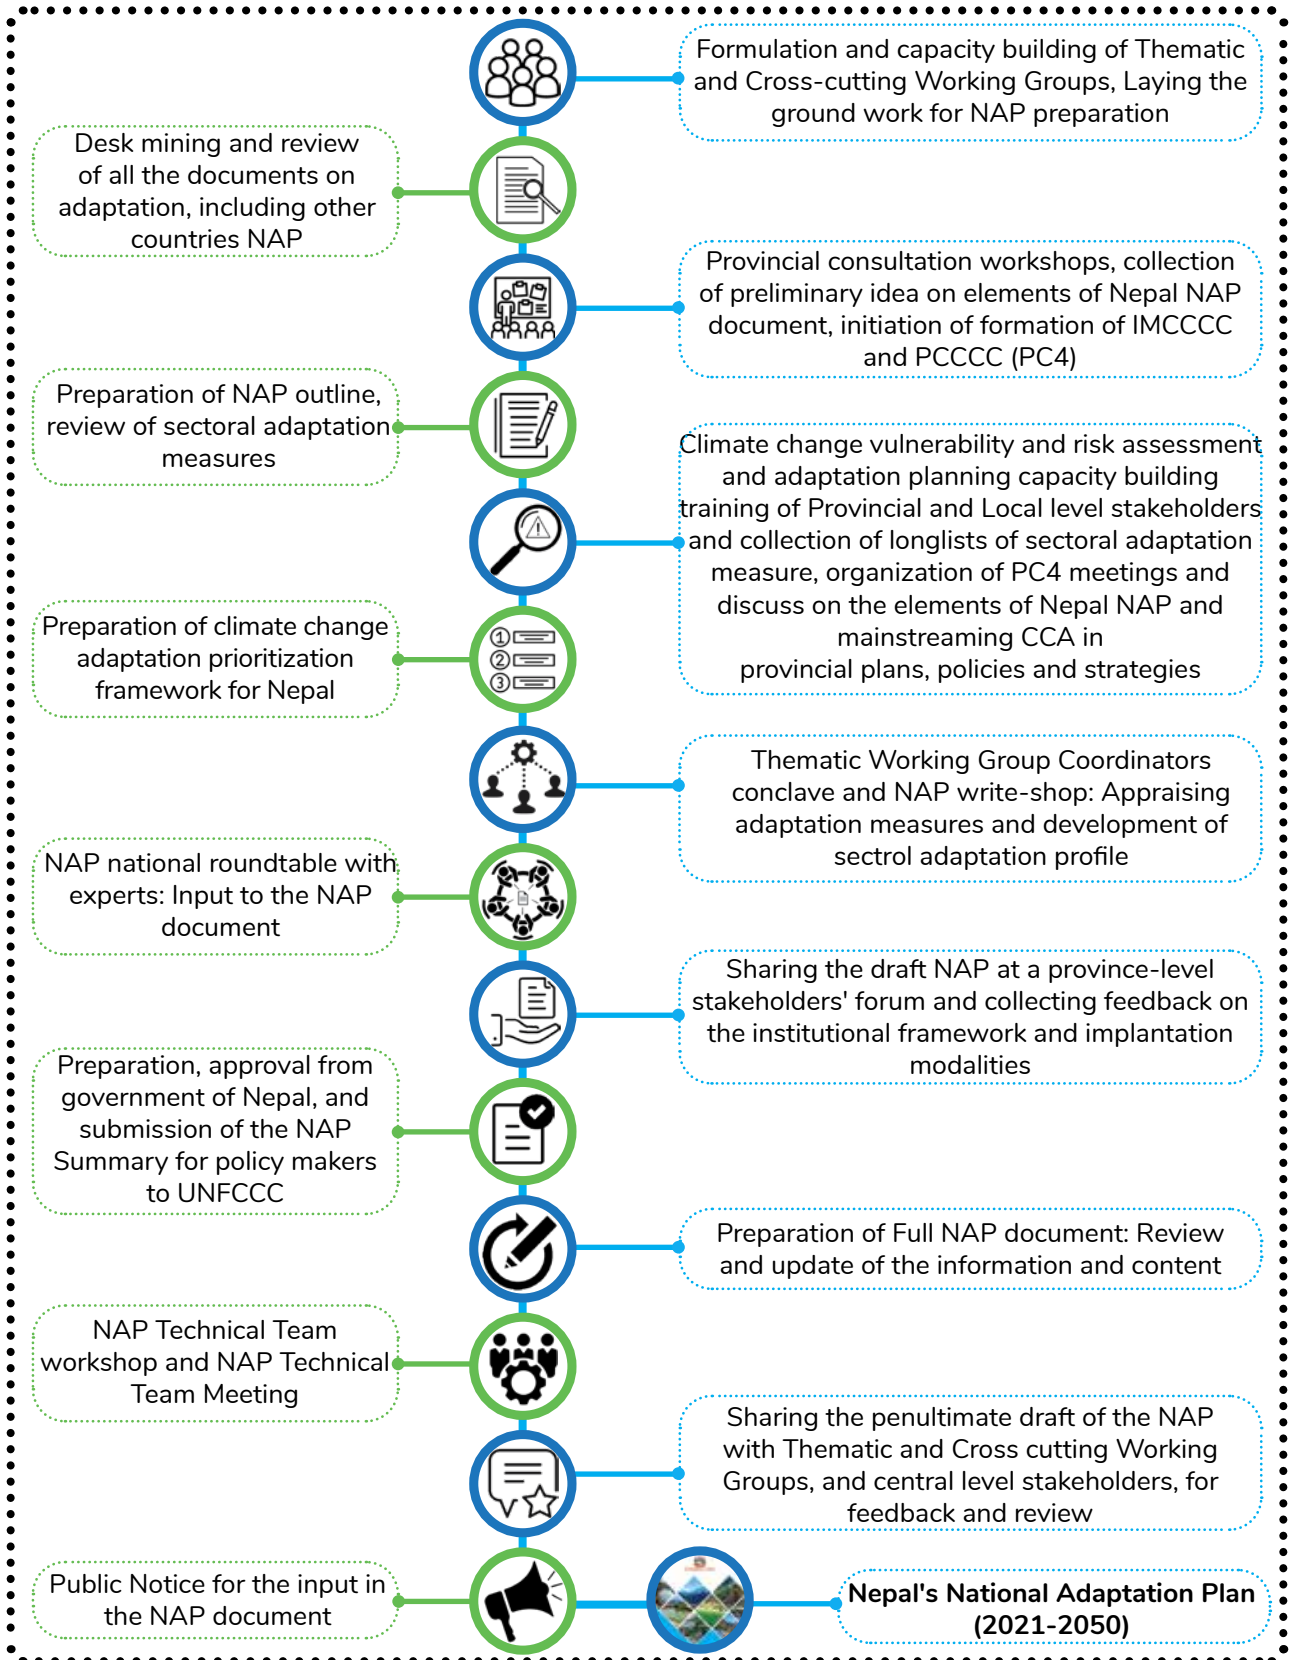 Formulation and capacity building of Thematic
and Cross-cutting Working Groups, Laying the
ground work for NAP preparation
Desk mining and review
of all the documents on
adaptation, including other
countries NAP
Provincial consultation workshops, collection
of preliminary idea on elements of Nepal NAP
document, initiation of formation of IMCCCC
and PCCCC (PC4)
Preparation of NAP outline,
review of sectoral adaptation
measures
Climate change vulnerability and risk assessment
and adaptation planning capacity building
training of Provincial and Local level stakeholders
and collection of longlists of sectoral adaptation
measure, organization of PC4 meetings and
discuss on the elements of Nepal NAP and
mainstreaming CCA in
provincial plans, policies and strategies
Preparation of climate change
adaptation prioritization
framework for Nepal
1
2
3
Thematic Working Group Coordinators
conclave and NAP write-shop: Appraising
adaptation measures and development of
sectrol adaptation profile
NAP national roundtable with
experts: Input to the NAP
document
Sharing the draft NAP at a province-level
stakeholders' forum and collecting feedback on
the institutional framework and implantation
modalities
Preparation, approval from
government of Nepal, and
submission of the NAP
Summary for policy makers
to UNFCCC
Preparation of Full NAP document: Review
and update of the information and content
NAP Technical Team
workshop and NAP Technical
Team Meeting
Sharing the penultimate draft of the NAP
with Thematic and Cross cutting Working
Groups, and central level stakeholders, for
feedback and review
Public Notice for the input in
the NAP document
Nepal's National Adaptation Plan
(2021-2050)